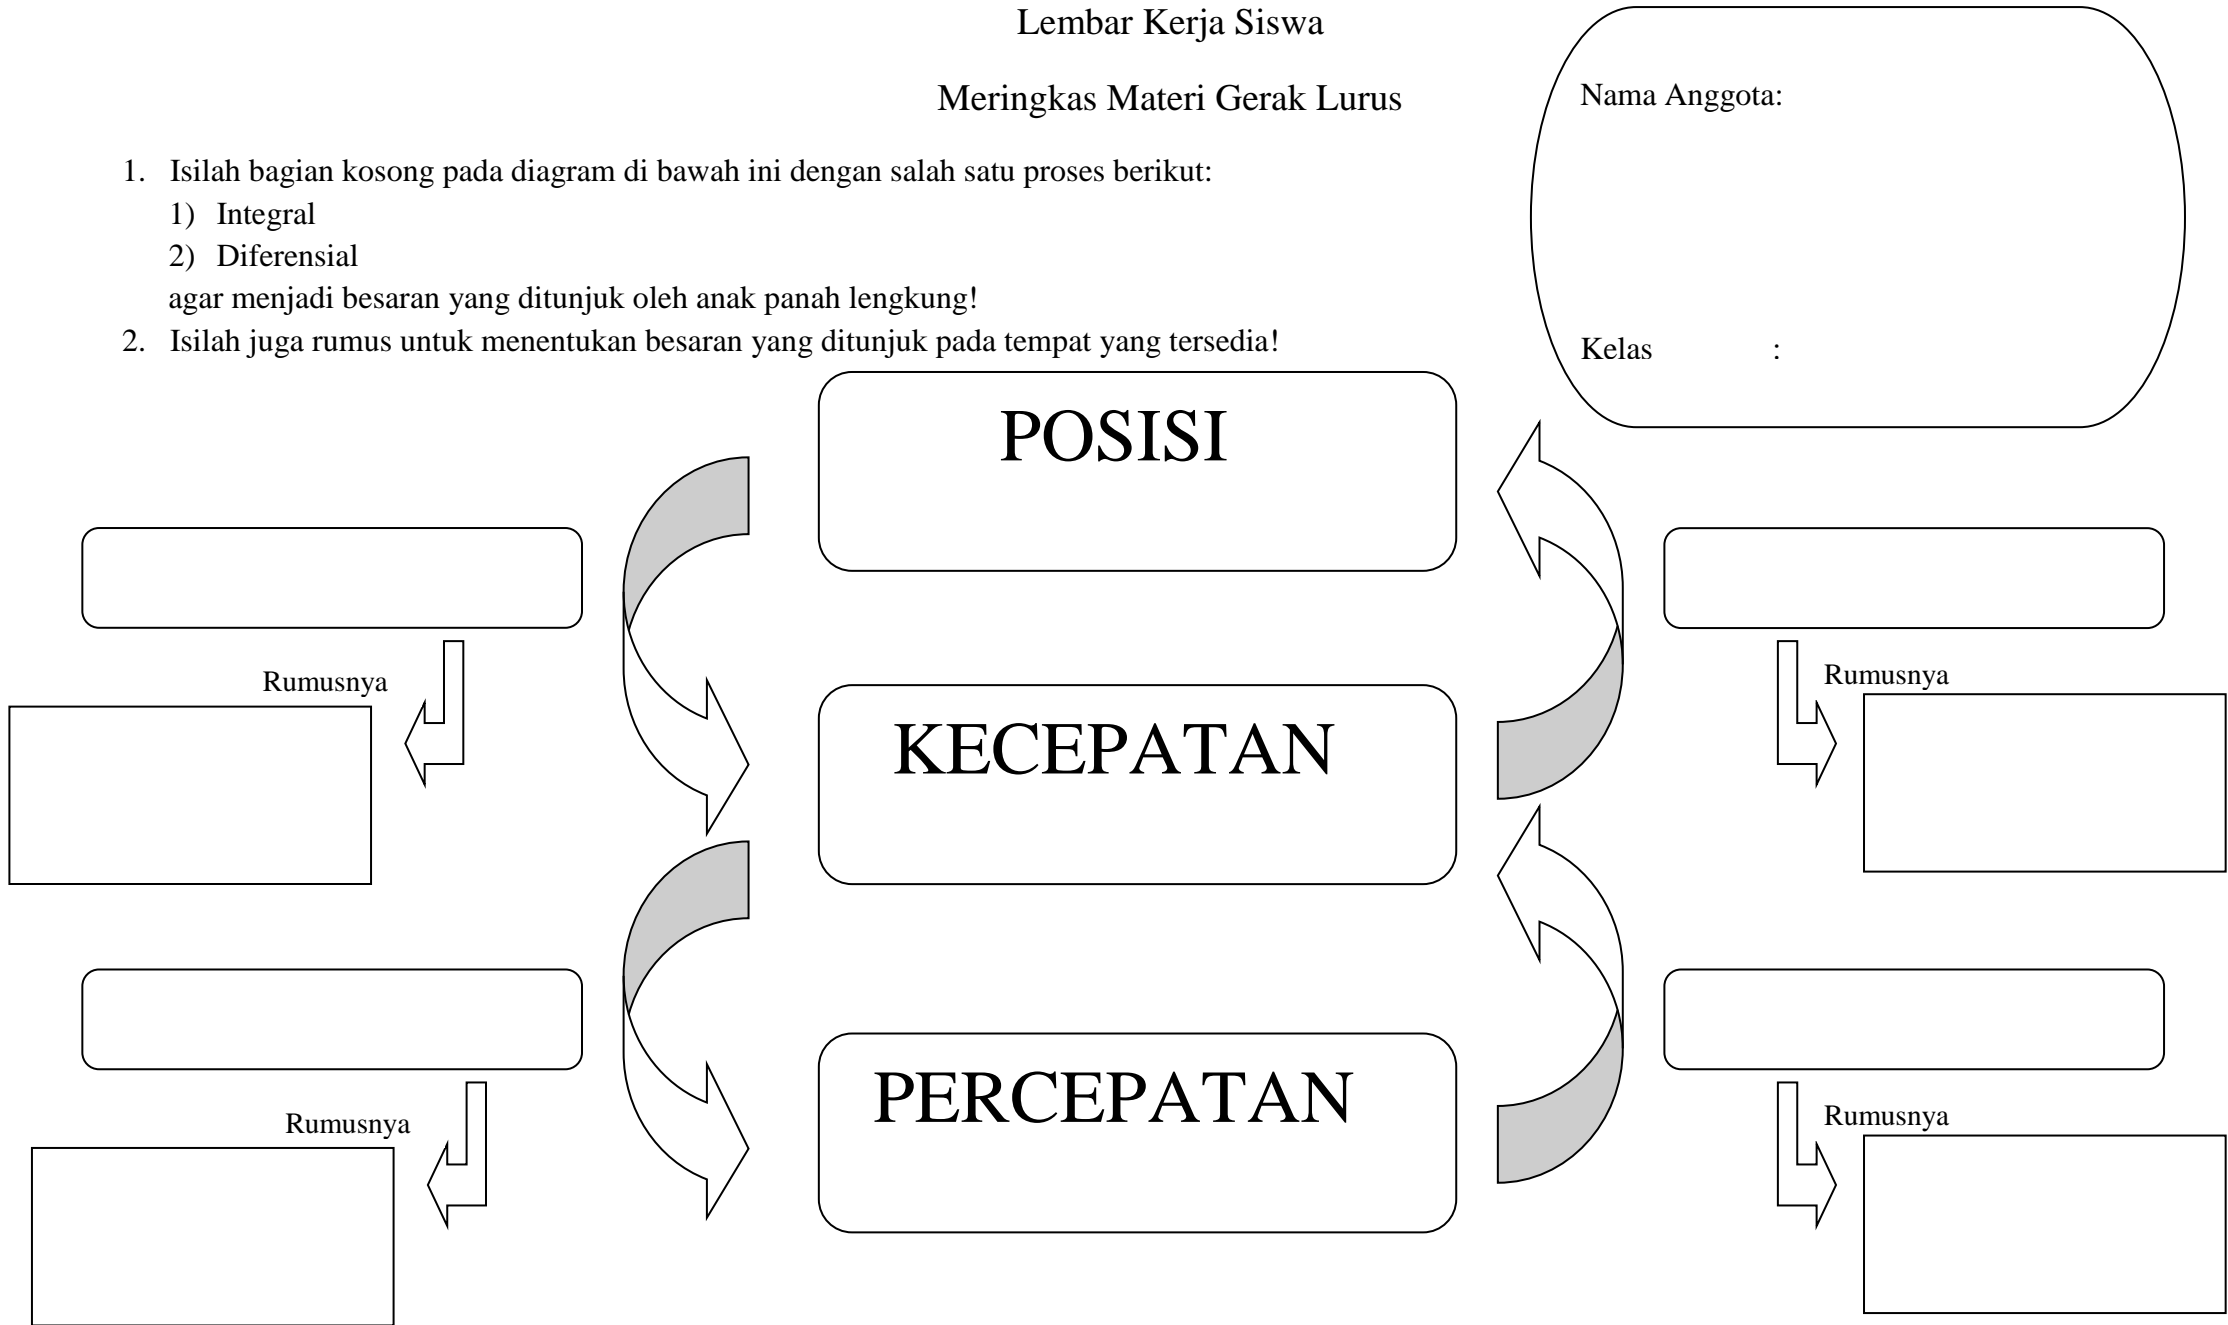 Lembar Kerja Siswa
Meringkas Materi Gerak Lurus
Nama Anggota:
Kelas :
1. Isilah bagian kosong pada diagram di bawah ini dengan salah satu proses berikut:
1) Integral
2) Diferensial
agar menjadi besaran yang ditunjuk oleh anak panah lengkung!
2. Isilah juga rumus untuk menentukan besaran yang ditunjuk pada tempat yang tersedia!
POSISI
Rumusnya
Rumusnya
KECEPATAN
PERCEPATAN
Rumusnya
Rumusnya